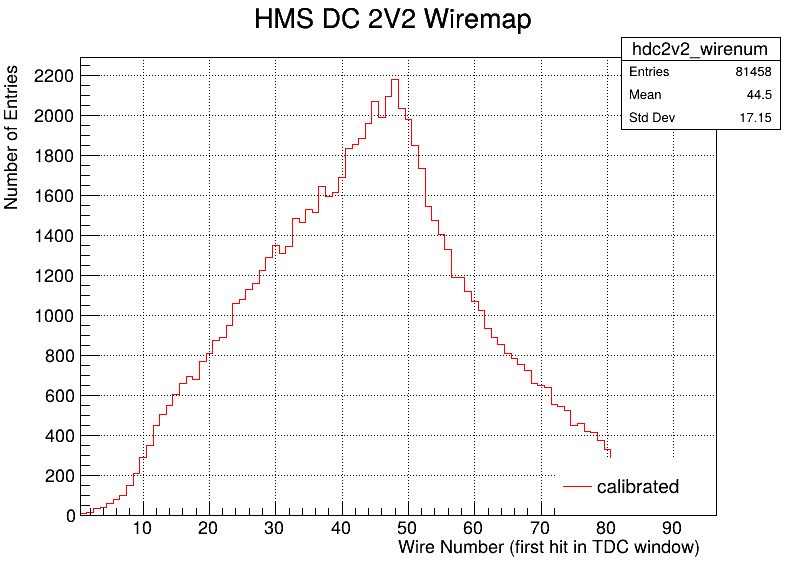 HMS DC 2V2 Wiremap
hdc2v2_wirenum
Entries 81458
Mean 44.5
Std Dev 17.15
Number of Entries
2200
2000
1800
1600
1400
1200
1000
800
600
400
200
0
calibrated
10 20 30 40 50 60 70 80 90
Wire Number (first hit in TDC window)